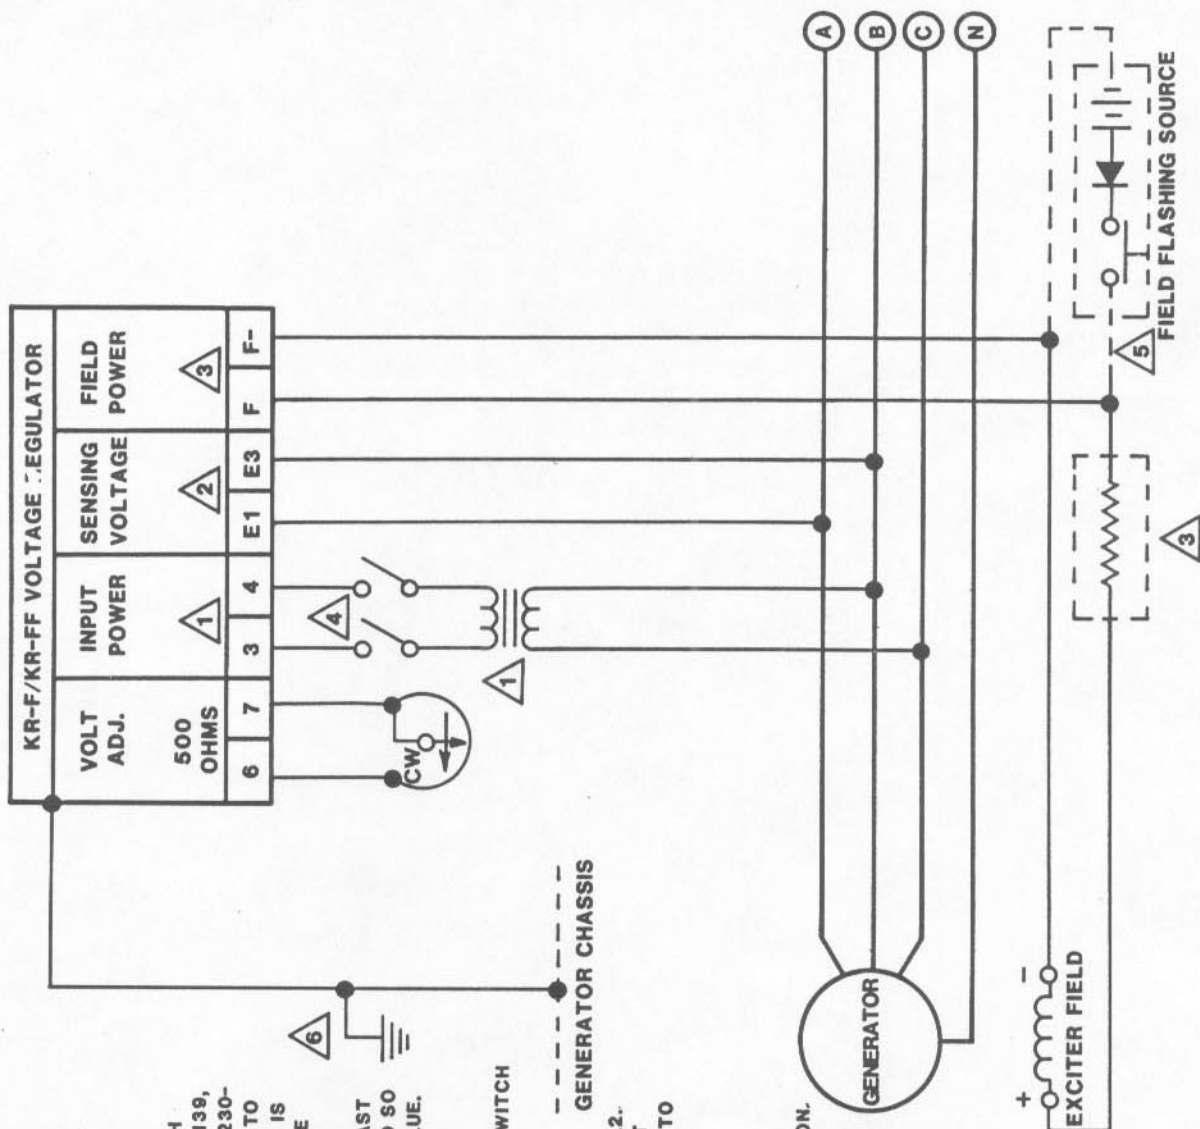 KR-F/KR-FF VOLTAGE .EGULATOR
VOLT ADJ.
500 OHMS
INPUT POWER
1
SENSING VOLTAGE
2
FIELD POWER
3
6 7 3 4 E1 E3 F F-
CW
4
1
6
GENERATOR CHASSIS
A
B
C
N
GENERATOR
+ -
EXCITER FIELD
3
5
FIELD FLASHING SOURCE
H
139,
230-
TO
IS
E
AST
SO
UE.
WITCH
2.
TO
ON.